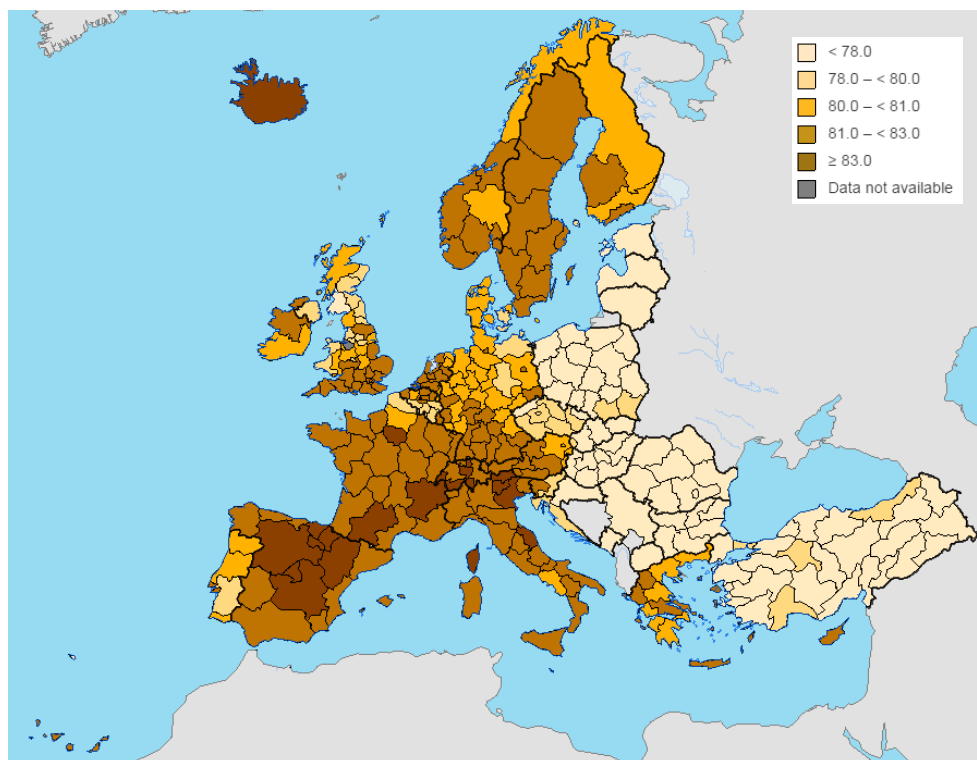 < 78.0
78.0 – < 80.0
80.0 – < 81.0
81.0 – < 83.0
≥ 83.0
Data not available